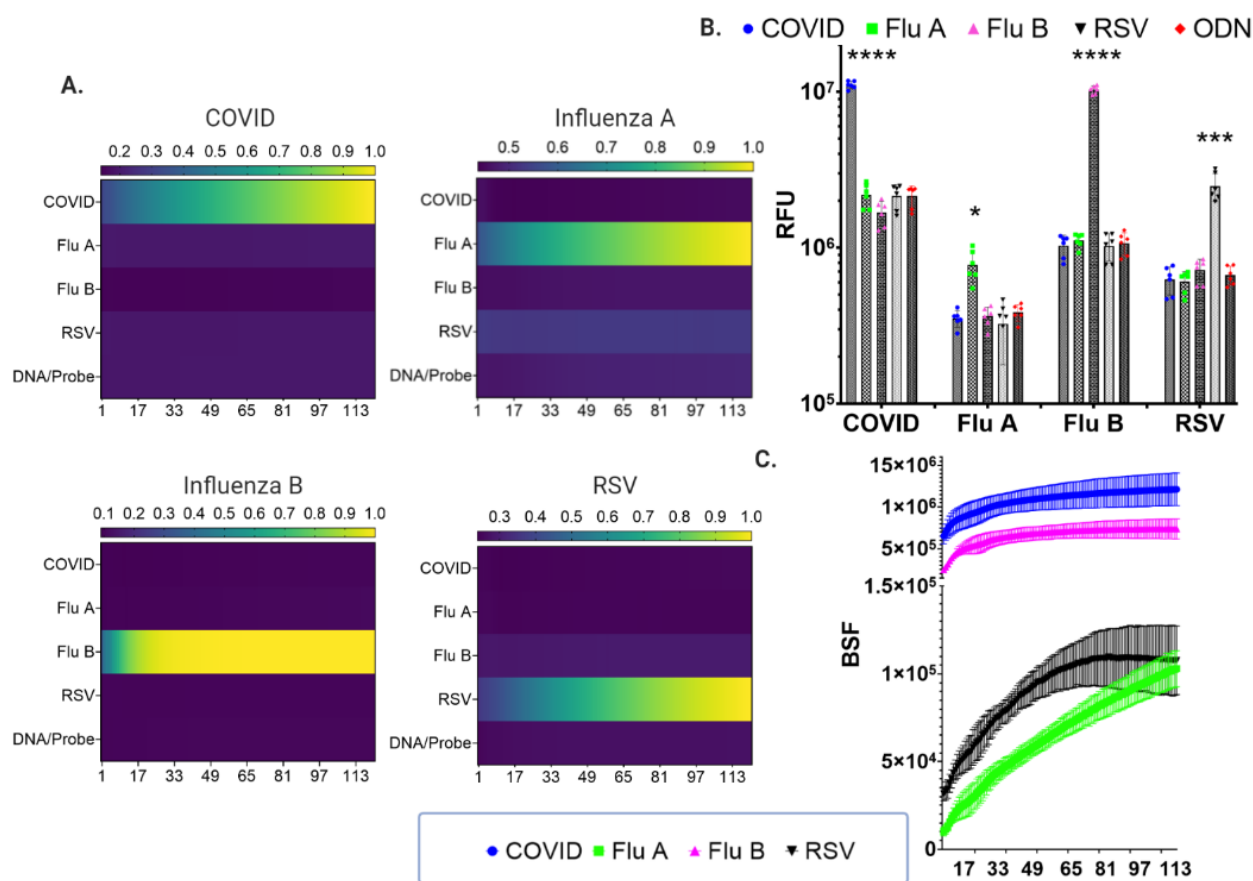 A.
COVID
0.2 0.3 0.4 0.5 0.6 0.7 0.8 0.9 1.0
COVID
Flu A
Flu B
RSV
DNA/Probe
1 17 33 49 65 81 97 113
Influenza A
0.5 0.6 0.7 0.8 0.9 1.0
COVID
Flu A
Flu B
RSV
DNA/Probe
1 17 33 49 65 81 97 113
Influenza B
0.1 0.2 0.3 0.4 0.5 0.6 0.7 0.8 0.9 1.0
COVID
Flu A
Flu B
RSV
DNA/Probe
1 17 33 49 65 81 97 113
RSV
0.3 0.4 0.5 0.6 0.7 0.8 0.9 1.0
COVID
Flu A
Flu B
RSV
DNA/Probe
1 17 33 49 65 81 97 113
B. COVID Flu A Flu B RSV ODN
**** * **** ***
RFU
10⁷
10⁶
10⁵
COVID Flu A Flu B RSV
C.
BSF
15×10⁶
1×10⁶
5×10⁵
1.5×10⁵
1×10⁵
5×10⁴
0
17 33 49 65 81 97 113
COVID Flu A Flu B RSV